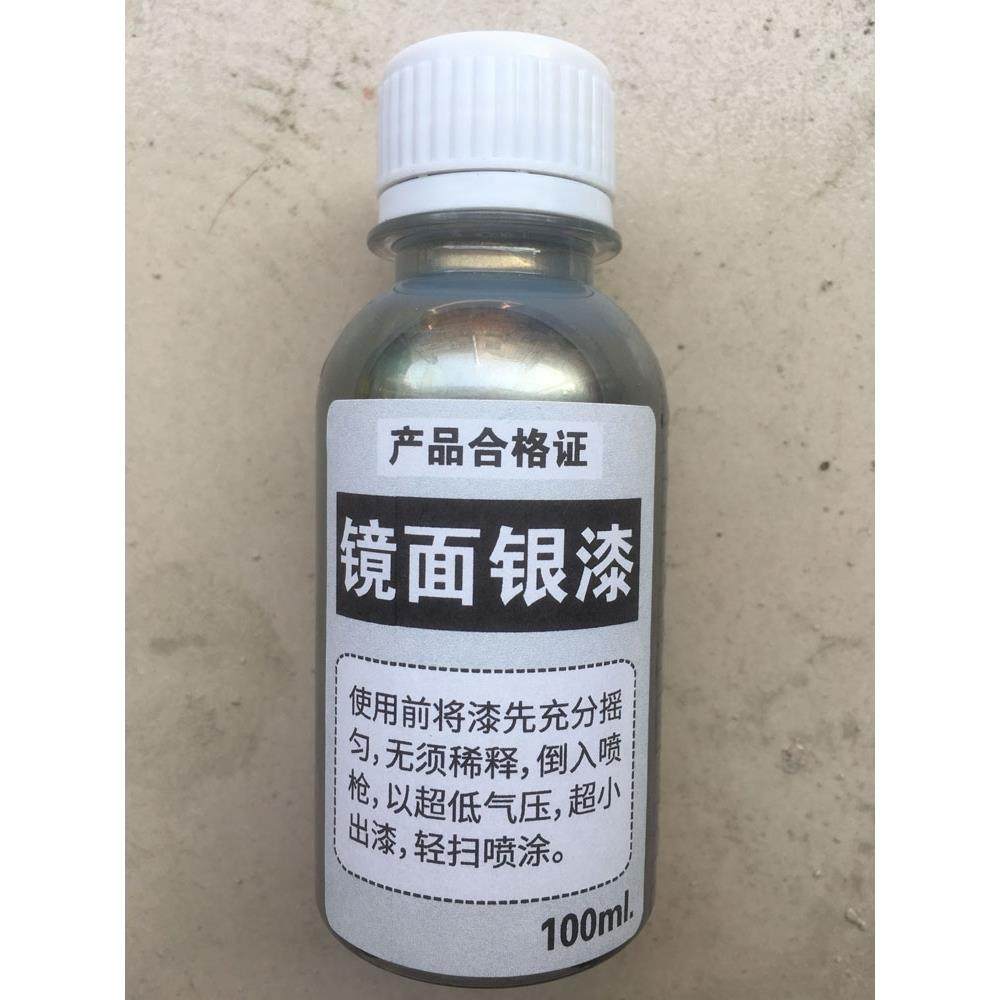 产品合格证
镜面银漆
使用前将漆先充分摇
匀，无须稀释，倒入喷
枪，以超低气压，超小
出漆，轻扫喷涂。
100ml.